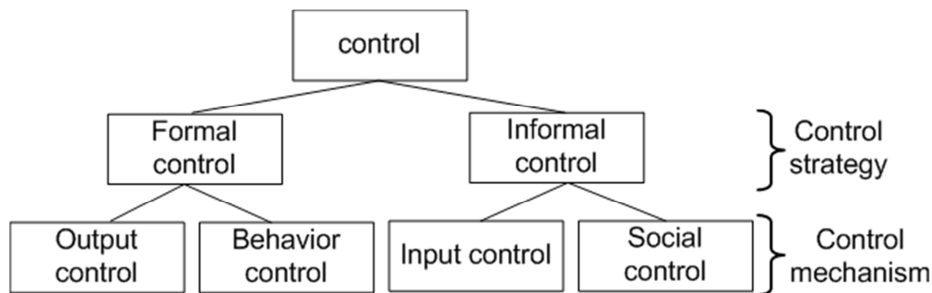 control
Formal
control
Informal
control
Control
strategy
Output
control
Behavior
control
Input control
Social
control
Control
mechanism